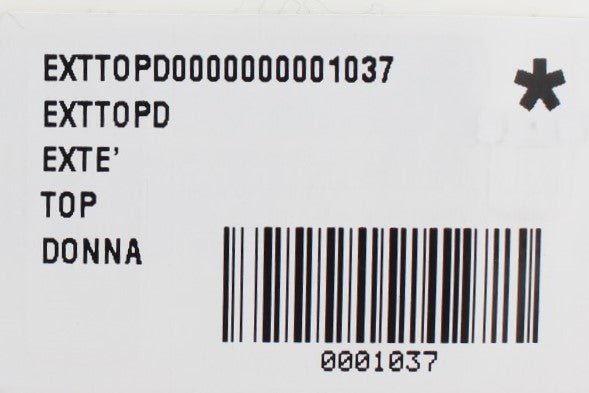 EXTTOPD0000000001037
*
EXTTOPD
EXTE'
TOP
DONNA
0001037